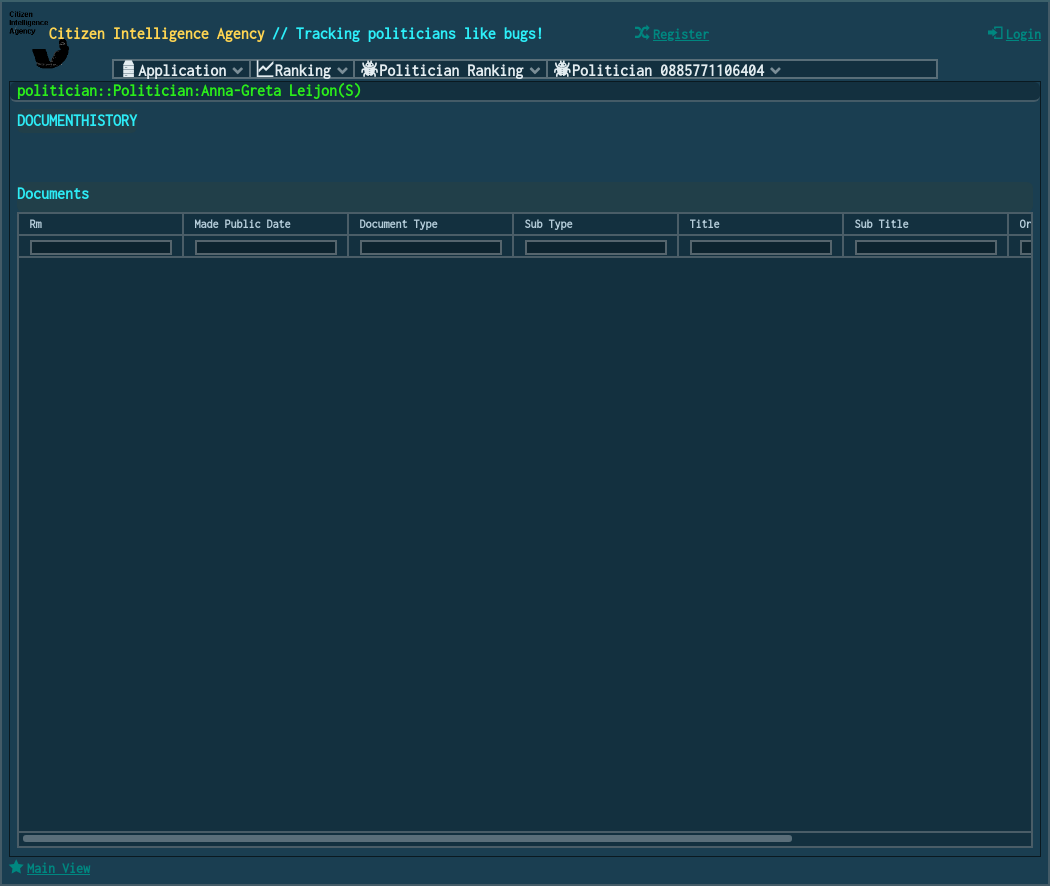 Citizen
Intelligence
Agency
Citizen Intelligence Agency // Tracking politicians like bugs!
Register
Login
Application
Ranking
Politician Ranking
Politician 0885771106404
politician::Politician:Anna-Greta Leijon(S)
DOCUMENTHISTORY
Documents
Rm
Made Public Date
Document Type
Sub Type
Title
Sub Title
Or
Main View